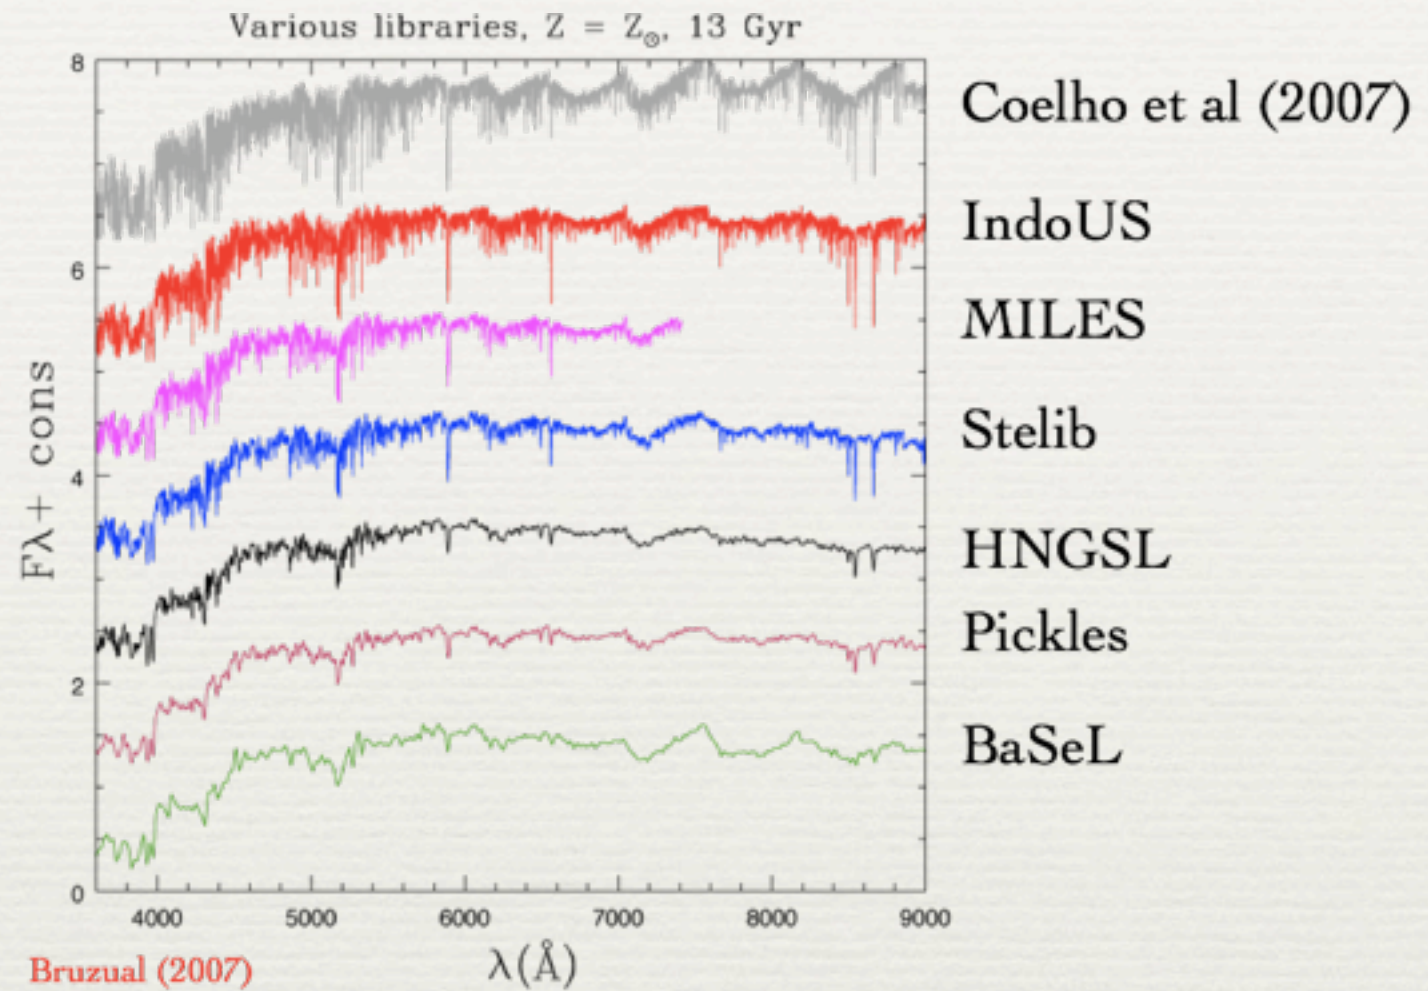 Various libraries, Z = Z☉, 13 Gyr
8
6
4
2
0
Fλ+ cons
4000 5000 6000 7000 8000 9000
λ(Å)
Coelho et al (2007)
IndoUS
MILES
Stelib
HNGSL
Pickles
BaSeL
Bruzual (2007)